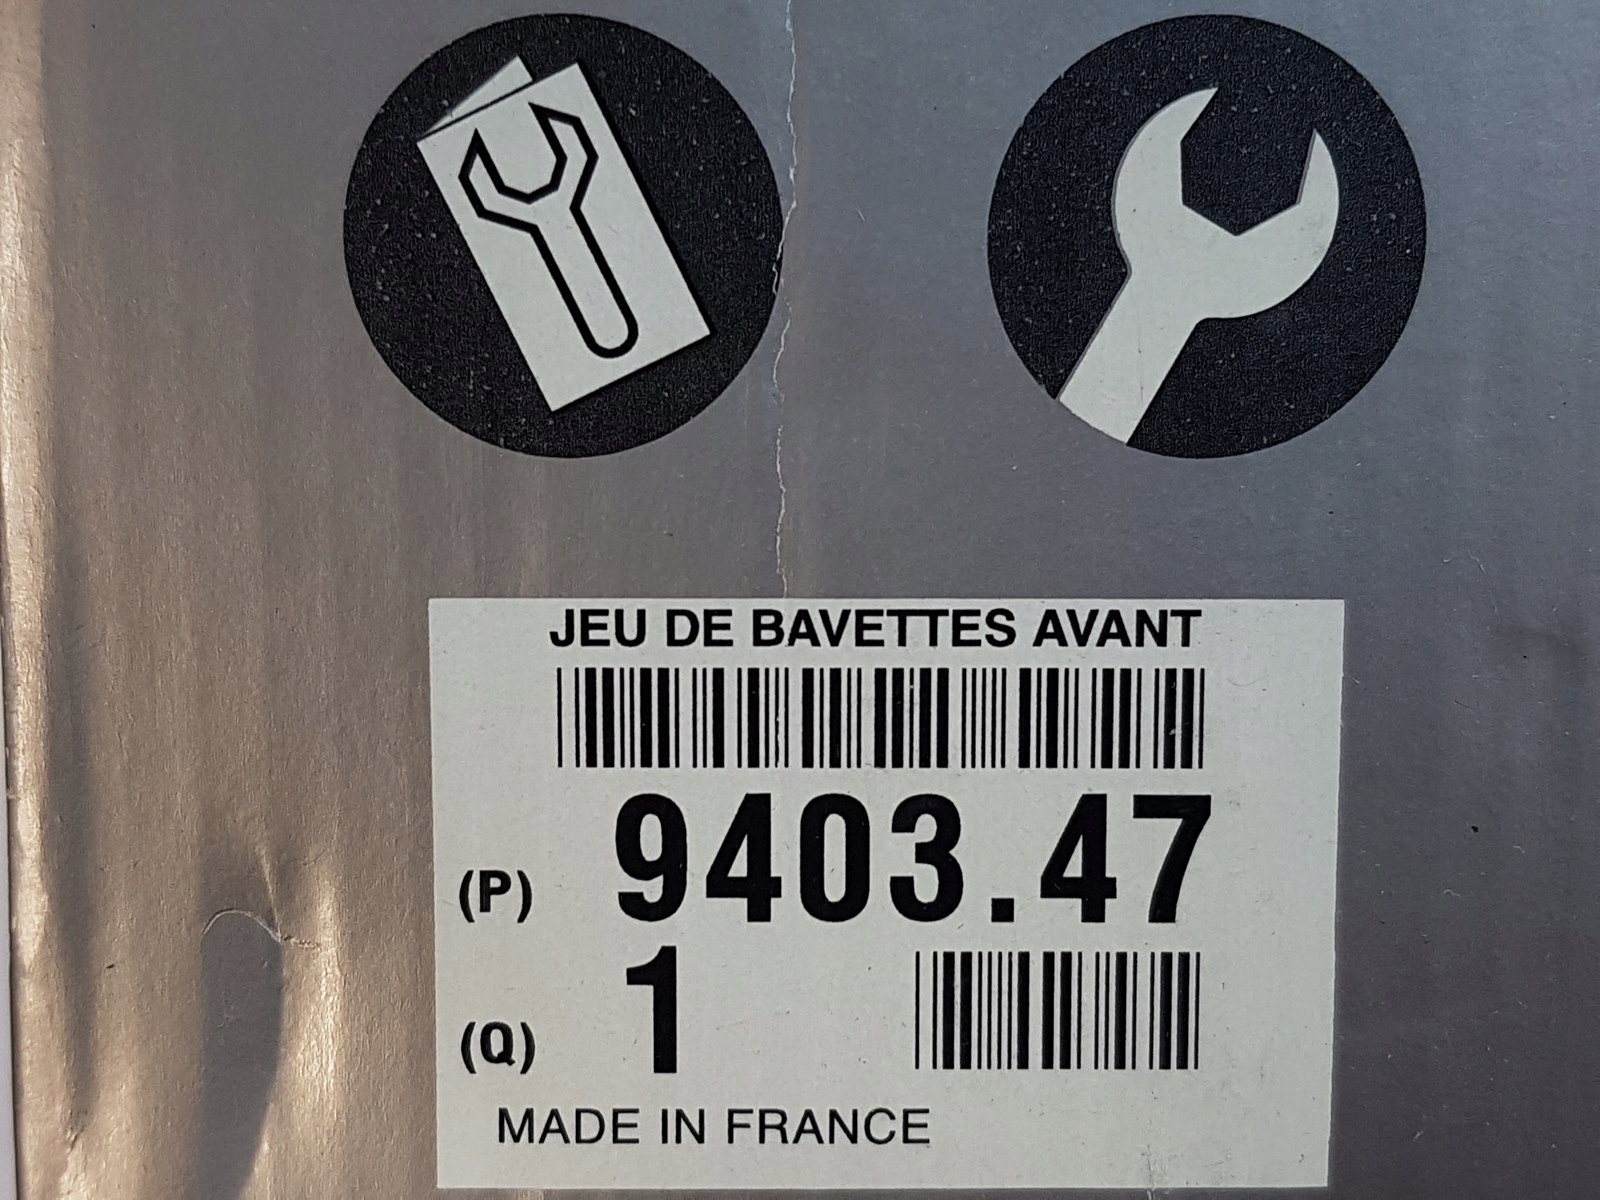 JEU DE BAVETTES AVANT
(P) 9403.47
(Q) 1
MADE IN FRANCE